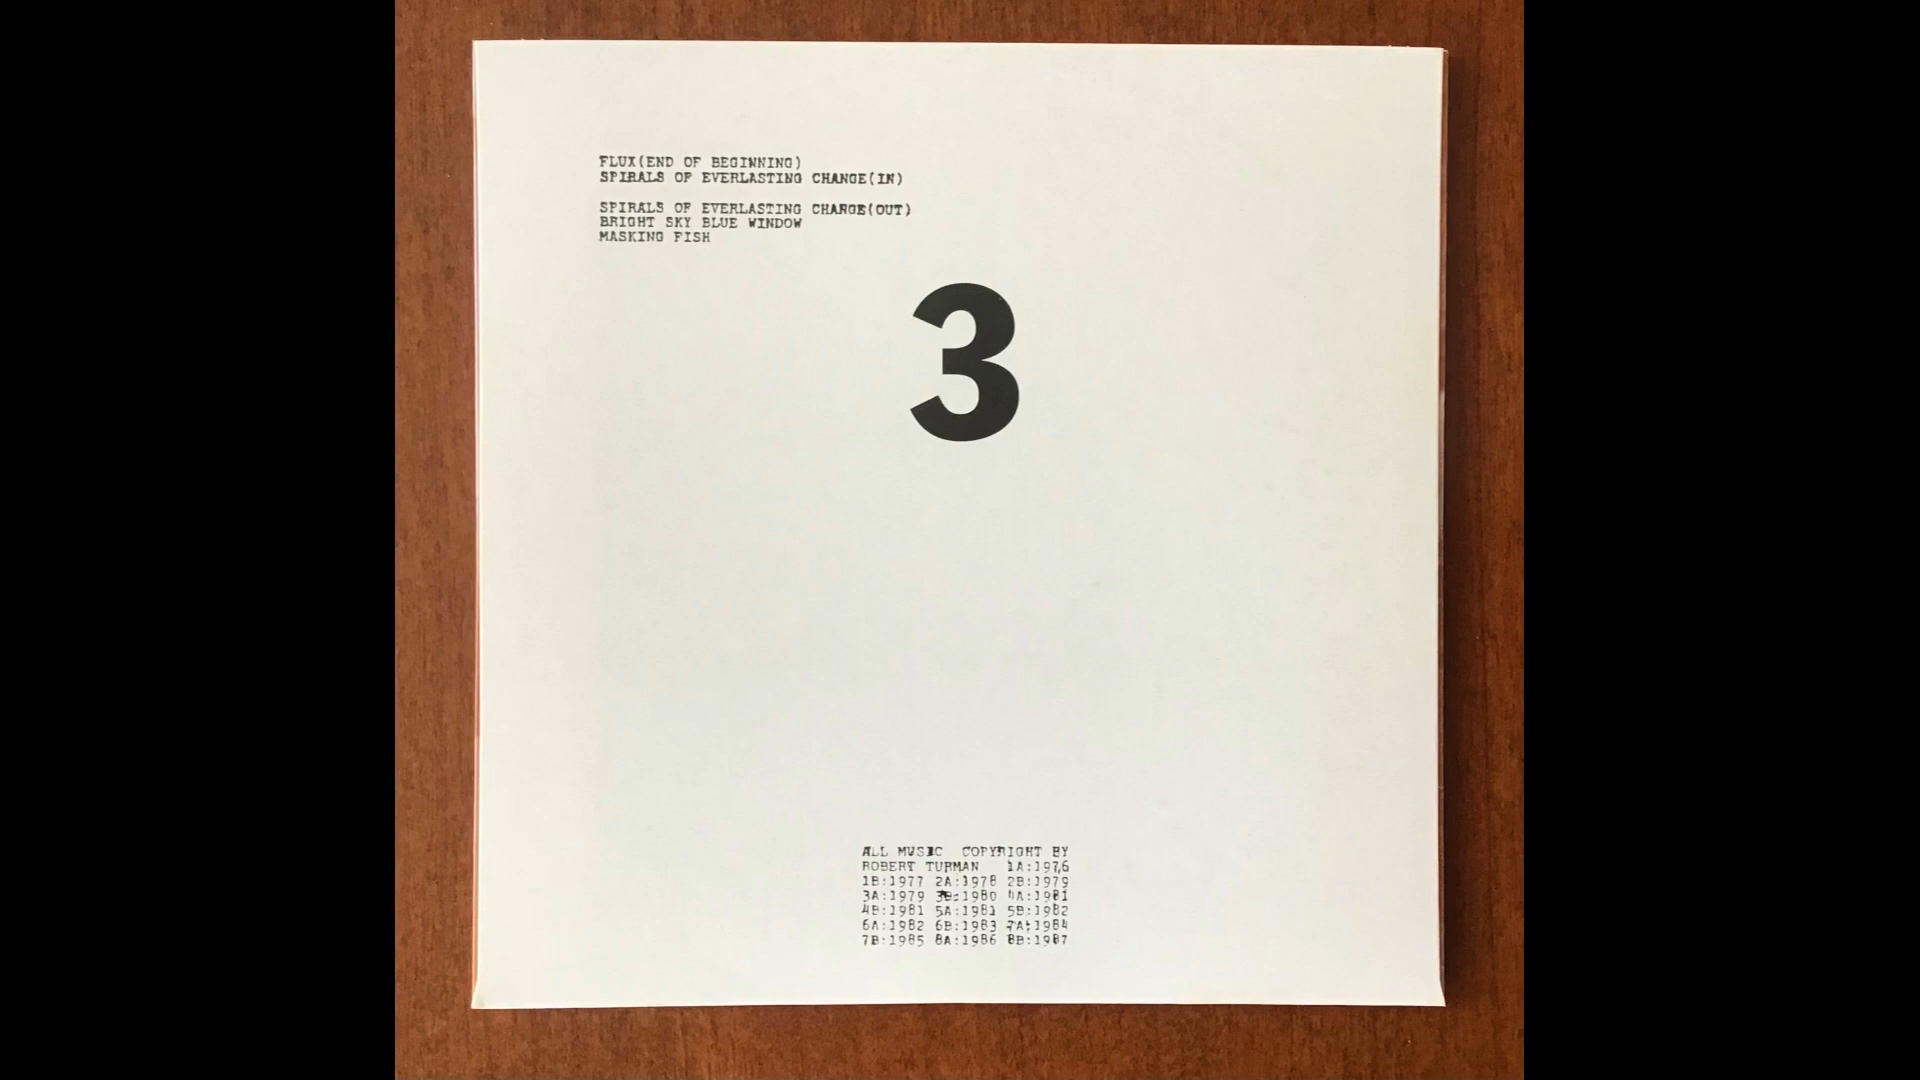 FLUX(END OF BEGINNING)
SPIRALS OF EVERLASTING CHANGE(IN)
SPIRALS OF EVERLASTING CHANGE(OUT)
BRIGHT SKY BLUE WINDOW
MASKING FISH
3
ALL MUSIC COPYRIGHT BY
ROBERT TURMAN 1A:1976
1B:1977 2A:1978 2B:1979
3A:1979 3B:1980 4A:1981
4B:1981 5A:1981 5B:1982
6A:1982 6B:1983 7A:1984
7B:1985 8A:1986 8B:1987